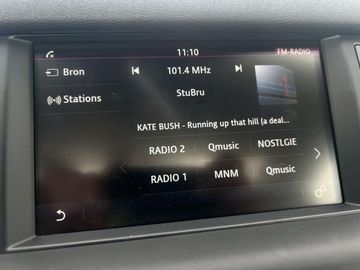 11:10
FM-RADIO
Bron
101.4 MHz
Stations
StuBru
KATE BUSH - Running up that hill (a deal...
RADIO 2 Qmusic NOSTLGIE
RADIO 1 MNM Qmusic